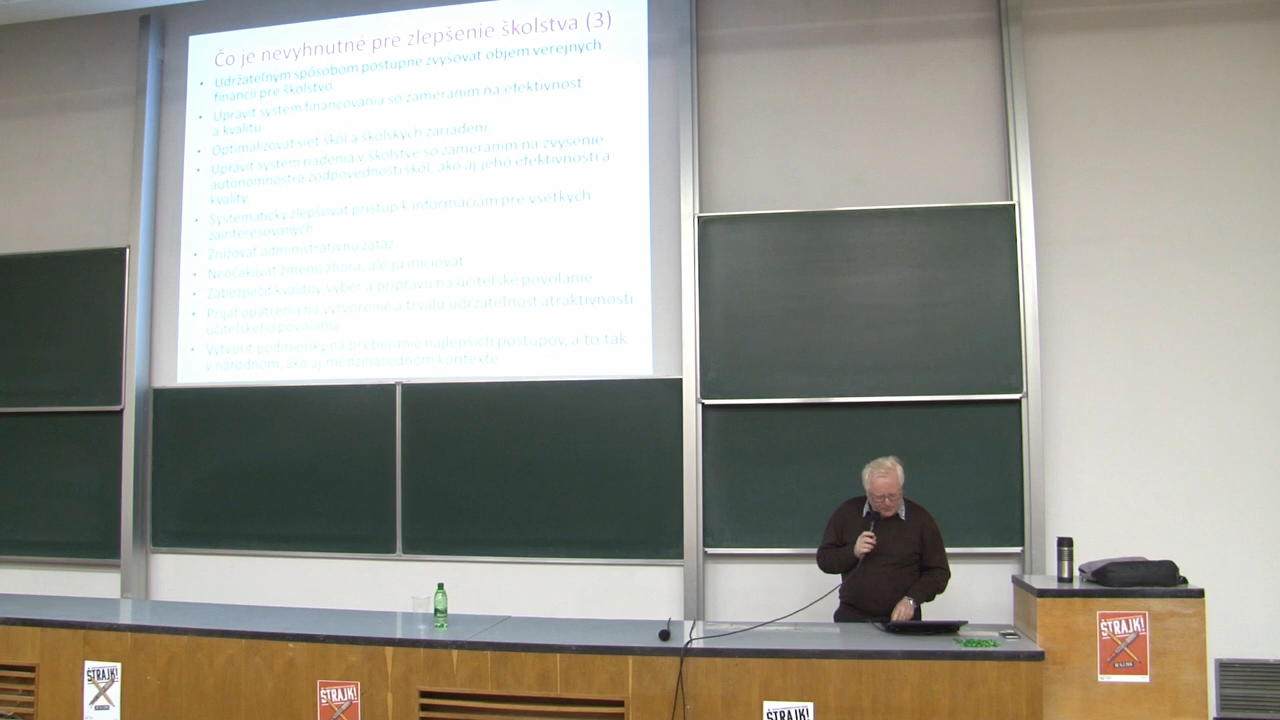 Čo je nevyhnutné pre zlepšenie školstva (3)
• Udržateľným spôsobom postupne zvyšovať objem verejných
financií pre školstvo.
• Upraviť systém financovania so zameraním na efektívnosť
a kvalitu
• Optimalizovať sieť škôl a školských zariadení
• Upraviť systém riadenia v školstve so zameraním na zvýšenie
autonómnosti a zodpovednosti škôl, ako aj jeho efektívnosti a
kvality.
• Systematicky zlepšovať prístup k informáciám pre všetkých
zainteresovaných
• Znižovať administratívnu záťaž
• Neočakávať zmenu zhora, ale ju iniciovať
• Zabezpečiť kvalitný výber a prípravu na učiteľské povolanie
• Prijať opatrenia na vytvorenie a trvalú udržateľnosť atraktívnosti
učiteľského povolania
• Vytvoriť podmienky na preberanie najlepších postupov, a to tak
v národnom, ako aj medzinárodnom kontexte
ŠTRAJK!
ŠTRAJK!
ŠTRAJK!
ŠTRAJK!